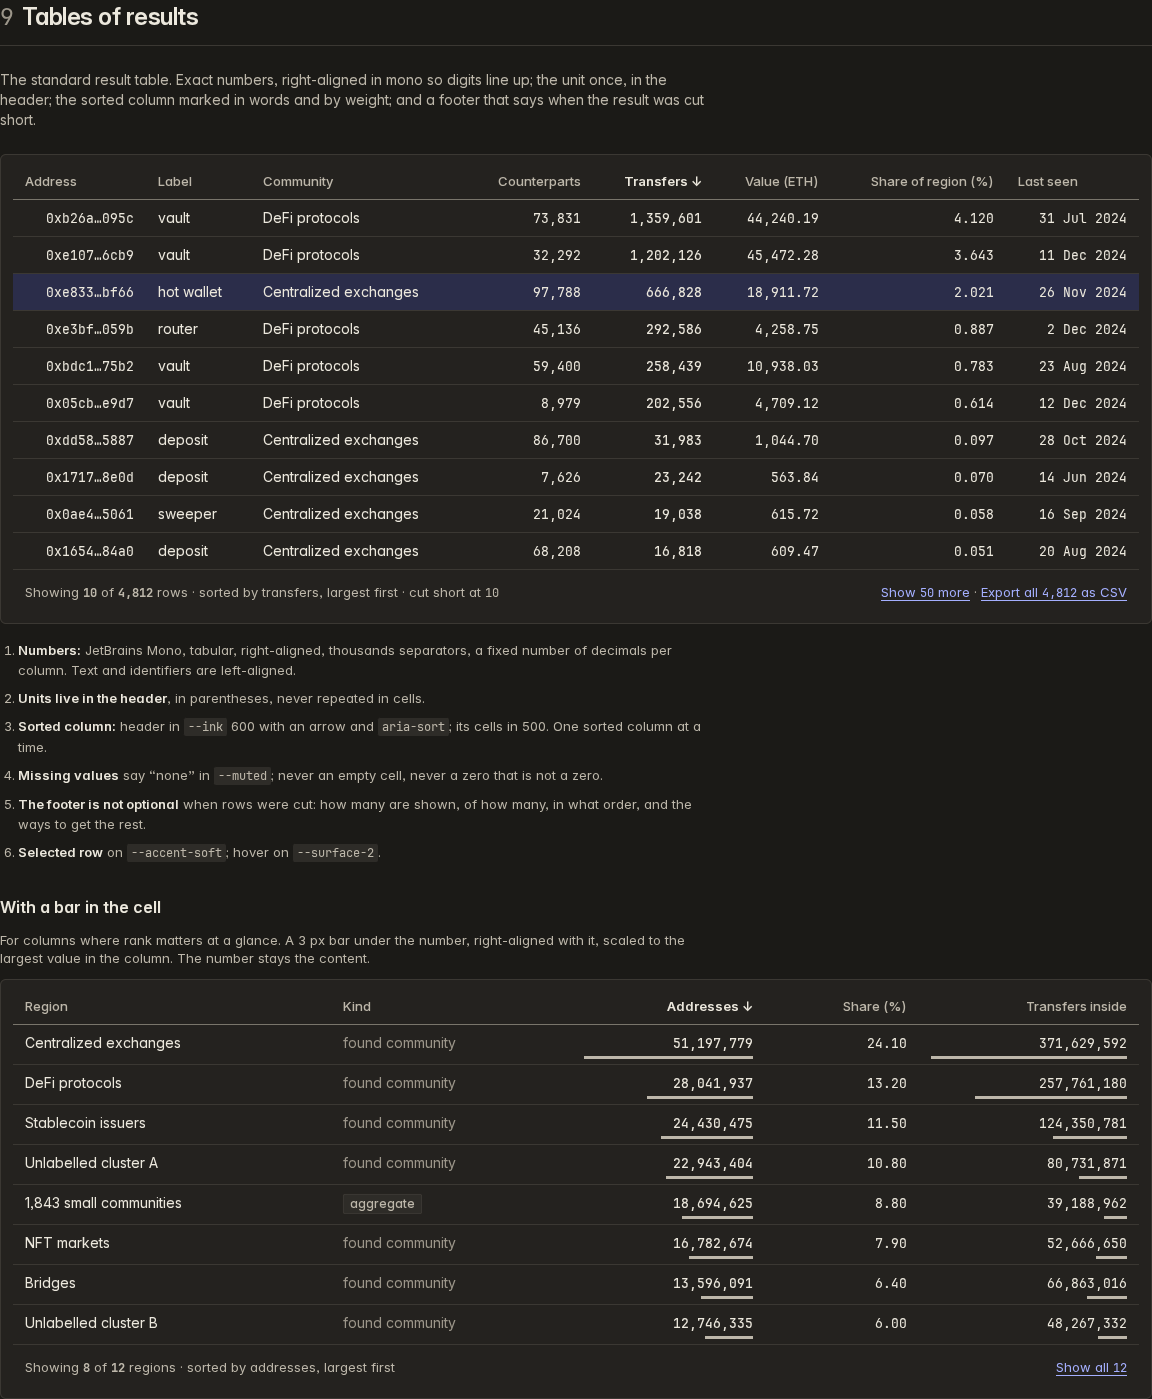 9 Tables of results
The standard result table. Exact numbers, right-aligned in mono so digits line up; the unit once, in the
header; the sorted column marked in words and by weight; and a footer that says when the result was cut
short.
Address Label Community Counterparts Transfers ↓ Value (ETH) Share of region (%) Last seen
0xb26a…095c vault DeFi protocols 73,831 1,359,601 44,240.19 4.120 31 Jul 2024
0xe107…6cb9 vault DeFi protocols 32,292 1,202,126 45,472.28 3.643 11 Dec 2024
0xe833…bf66 hot wallet Centralized exchanges 97,788 666,828 18,911.72 2.021 26 Nov 2024
0xe3bf…059b router DeFi protocols 45,136 292,586 4,258.75 0.887 2 Dec 2024
0xbdc1…75b2 vault DeFi protocols 59,400 258,439 10,938.03 0.783 23 Aug 2024
0x05cb…e9d7 vault DeFi protocols 8,979 202,556 4,709.12 0.614 12 Dec 2024
0xdd58…5887 deposit Centralized exchanges 86,700 31,983 1,044.70 0.097 28 Oct 2024
0x1717…8e0d deposit Centralized exchanges 7,626 23,242 563.84 0.070 14 Jun 2024
0x0ae4…5061 sweeper Centralized exchanges 21,024 19,038 615.72 0.058 16 Sep 2024
0x1654…84a0 deposit Centralized exchanges 68,208 16,818 609.47 0.051 20 Aug 2024
Showing 10 of 4,812 rows · sorted by transfers, largest first · cut short at 10 Show 50 more · Export all 4,812 as CSV
1. Numbers: JetBrains Mono, tabular, right-aligned, thousands separators, a fixed number of decimals per
column. Text and identifiers are left-aligned.
2. Units live in the header, in parentheses, never repeated in cells.
3. Sorted column: header in --ink 600 with an arrow and aria-sort; its cells in 500. One sorted column at a
time.
4. Missing values say “none” in --muted; never an empty cell, never a zero that is not a zero.
5. The footer is not optional when rows were cut: how many are shown, of how many, in what order, and the
ways to get the rest.
6. Selected row on --accent-soft; hover on --surface-2.
With a bar in the cell
For columns where rank matters at a glance. A 3 px bar under the number, right-aligned with it, scaled to the
largest value in the column. The number stays the content.
Region Kind Addresses ↓ Share (%) Transfers inside
Centralized exchanges found community 51,197,779 24.10 371,629,592
DeFi protocols found community 28,041,937 13.20 257,761,180
Stablecoin issuers found community 24,430,475 11.50 124,350,781
Unlabelled cluster A found community 22,943,404 10.80 80,731,871
1,843 small communities aggregate 18,694,625 8.80 39,188,962
NFT markets found community 16,782,674 7.90 52,666,650
Bridges found community 13,596,091 6.40 66,863,016
Unlabelled cluster B found community 12,746,335 6.00 48,267,332
Showing 8 of 12 regions · sorted by addresses, largest first Show all 12